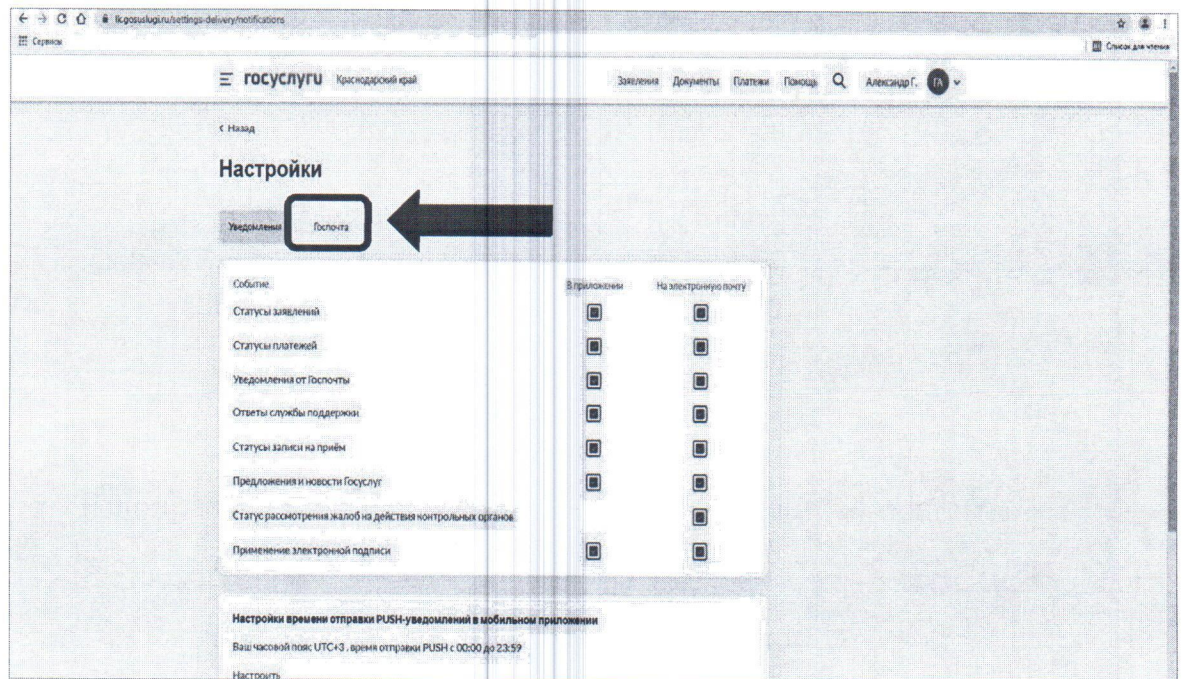 lk.gosuslugi.ru/settings-delivery/notifications
Сервисы
Список для чтения
госуслуги Краснодарский край Заявления Документы Платежи Помощь Александр Г. ГА
< Назад
Настройки
Уведомления Госпочта
Событие В приложении На электронную почту
Статусы заявлений
Статусы платежей
Уведомления от Госпочты
Ответы службы поддержки
Статусы записи на приём
Предложения и новости Госуслуг
Статус рассмотрения жалоб на действия контрольных органов
Применение электронной подписи
Настройки времени отправки PUSH-уведомлений в мобильном приложении
Ваш часовой пояс UTC+3 , время отправки PUSH с 00:00 до 23:59
Настроить